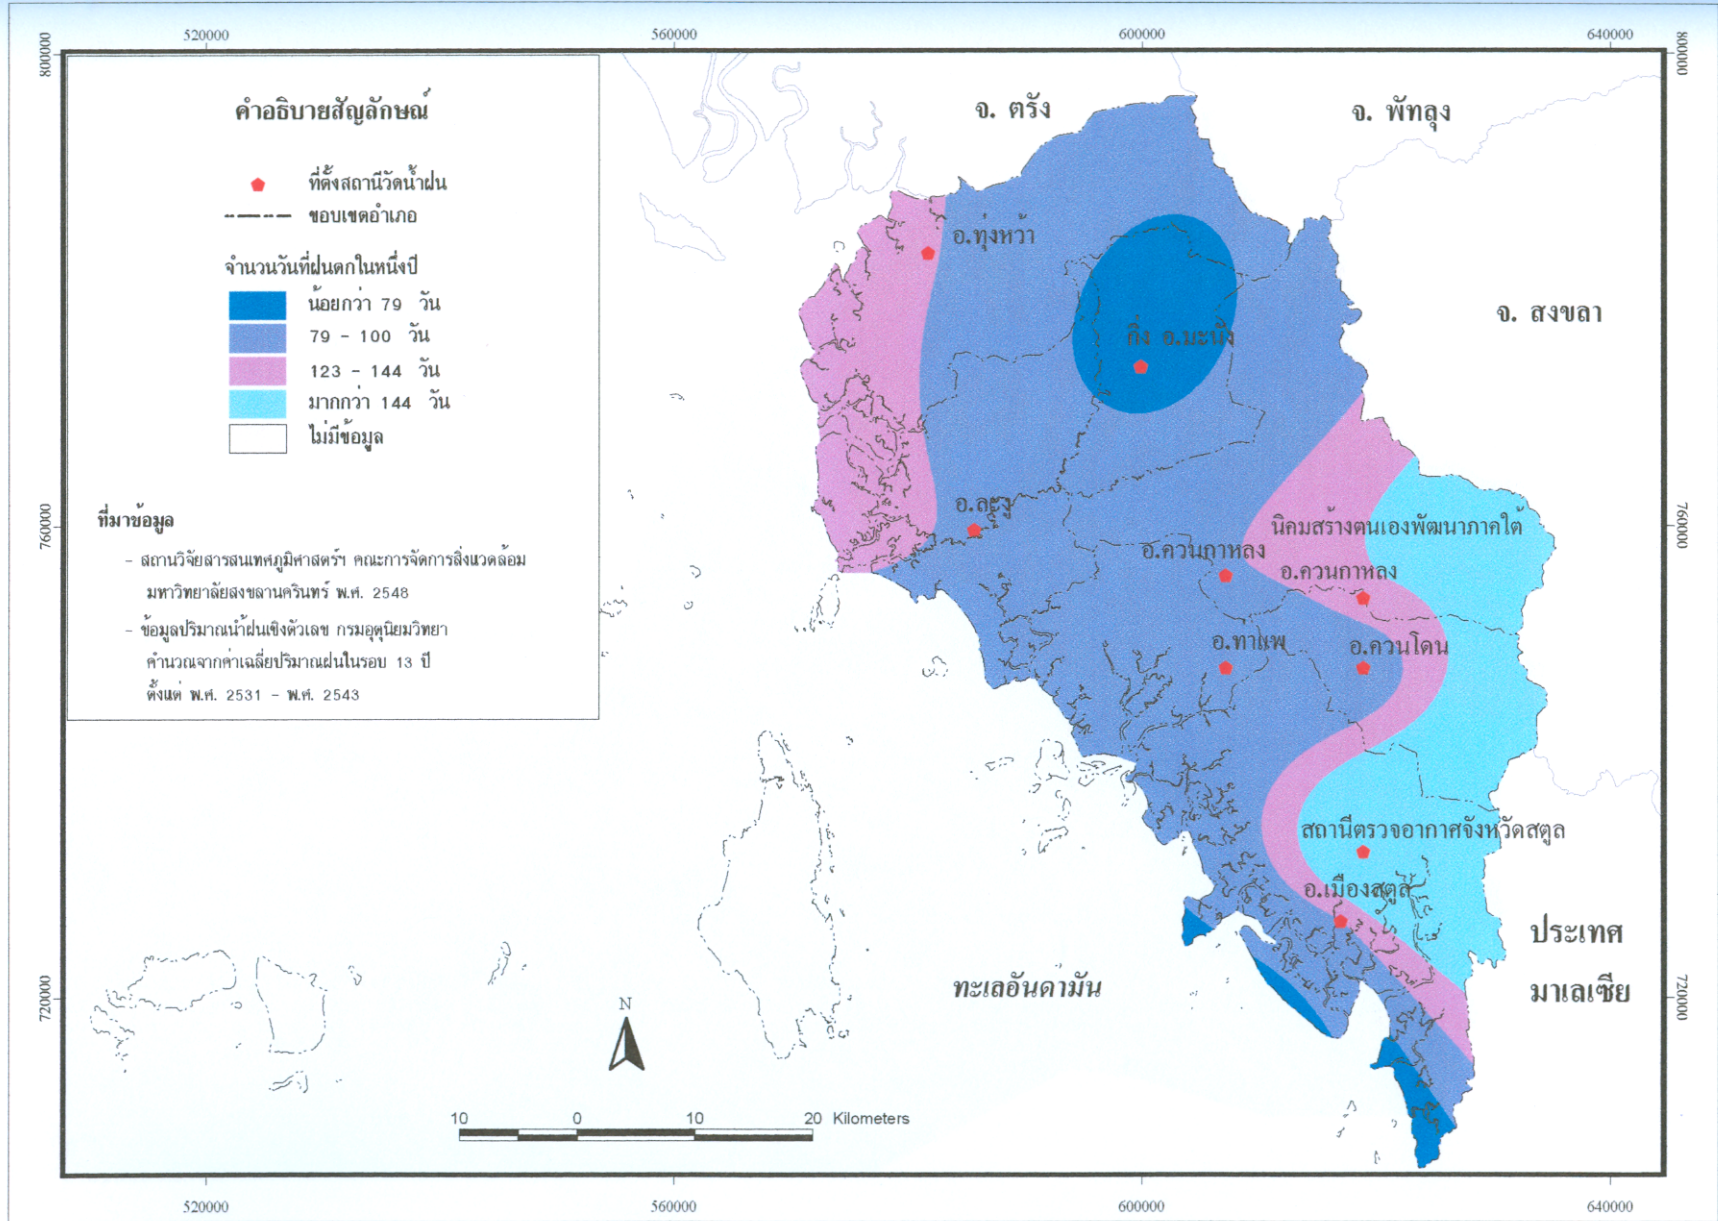 520000
560000
600000
640000
800000
800000
คำอธิบายสัญลักษณ์
ที่ตั้งสถานีวัดน้ำฝน
ขอบเขตอำเภอ
จำนวนวันที่ฝนตกในหนึ่งปี
น้อยกว่า 79 วัน
79 - 100 วัน
123 - 144 วัน
มากกว่า 144 วัน
ไม่มีข้อมูล
ที่มาข้อมูล
- สถานวิจัยสารสนเทศภูมิศาสตร์ฯ คณะการจัดการสิ่งแวดล้อม
มหาวิทยาลัยสงขลานครินทร์ พ.ศ. 2548
- ข้อมูลปริมาณน้ำฝนเชิงตัวเลข กรมอุตุนิยมวิทยา
คำนวณจากค่าเฉลี่ยปริมาณฝนในรอบ 13 ปี
ตั้งแต่ พ.ศ. 2531 - พ.ศ. 2543
จ. ตรัง
จ. พัทลุง
อ.ทุ่งหว้า
จ. สงขลา
กิ่ง อ.มะนัง
อ.ละงู
นิคมสร้างตนเองพัฒนาภาคใต้
อ.ควนกาหลง
อ.ควนกาหลง
อ.ท่าแพ
อ.ควนโดน
สถานีตรวจอากาศจังหวัดสตูล
อ.เมืองสตูล
ประเทศ
มาเลเซีย
ทะเลอันดามัน
760000
760000
720000
720000
N
10 0 10 20 Kilometers
520000
560000
600000
640000